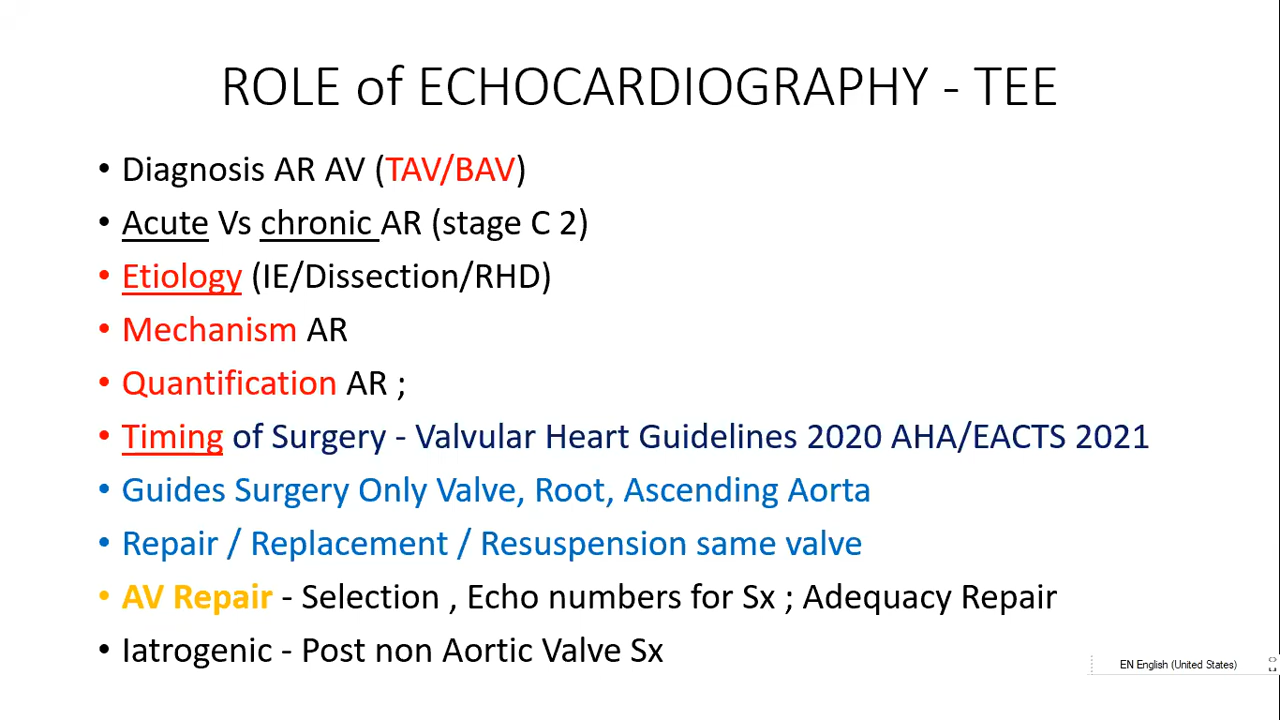 ROLE of ECHOCARDIOGRAPHY - TEE
• Diagnosis AR AV (TAV/BAV)
• Acute Vs chronic AR (stage C 2)
• Etiology (IE/Dissection/RHD)
• Mechanism AR
• Quantification AR ;
• Timing of Surgery - Valvular Heart Guidelines 2020 AHA/EACTS 2021
• Guides Surgery Only Valve, Root, Ascending Aorta
• Repair / Replacement / Resuspension same valve
• AV Repair - Selection , Echo numbers for Sx ; Adequacy Repair
• Iatrogenic - Post non Aortic Valve Sx
EN English (United States)